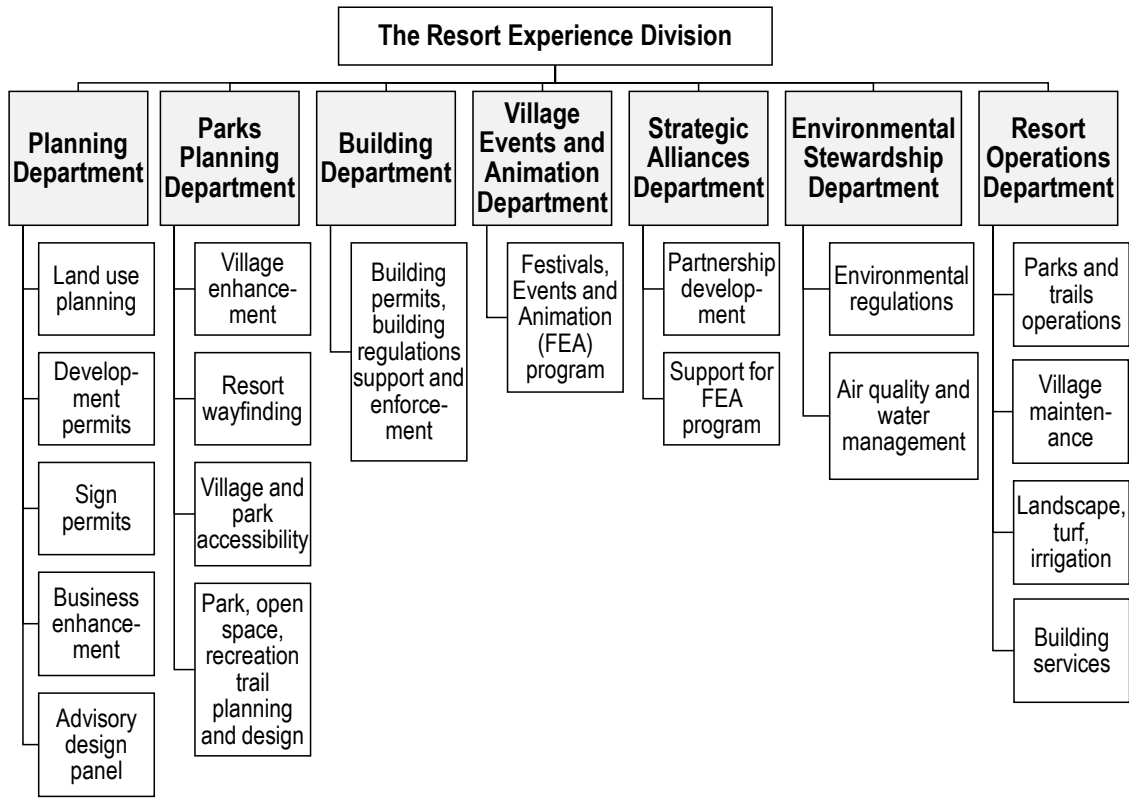 The Resort Experience Division
Planning
Department
Land use
planning
Develop-
ment
permits
Sign
permits
Business
enhance-
ment
Advisory
design
panel
Parks
Planning
Department
Village
enhance-
ment
Resort
wayfinding
Village and
park
accessibility
Park, open
space,
recreation
trail
planning
and design
Building
Department
Building
permits,
building
regulations
support and
enforce-
ment
Village
Events and
Animation
Department
Festivals,
Events and
Animation
(FEA)
program
Strategic
Alliances
Department
Partnership
develop-
ment
Support for
FEA
program
Environmental
Stewardship
Department
Environmental
regulations
Air quality and
water
management
Resort
Operations
Department
Parks and
trails
operations
Village
mainten-
ance
Landscape,
turf,
irrigation
Building
services